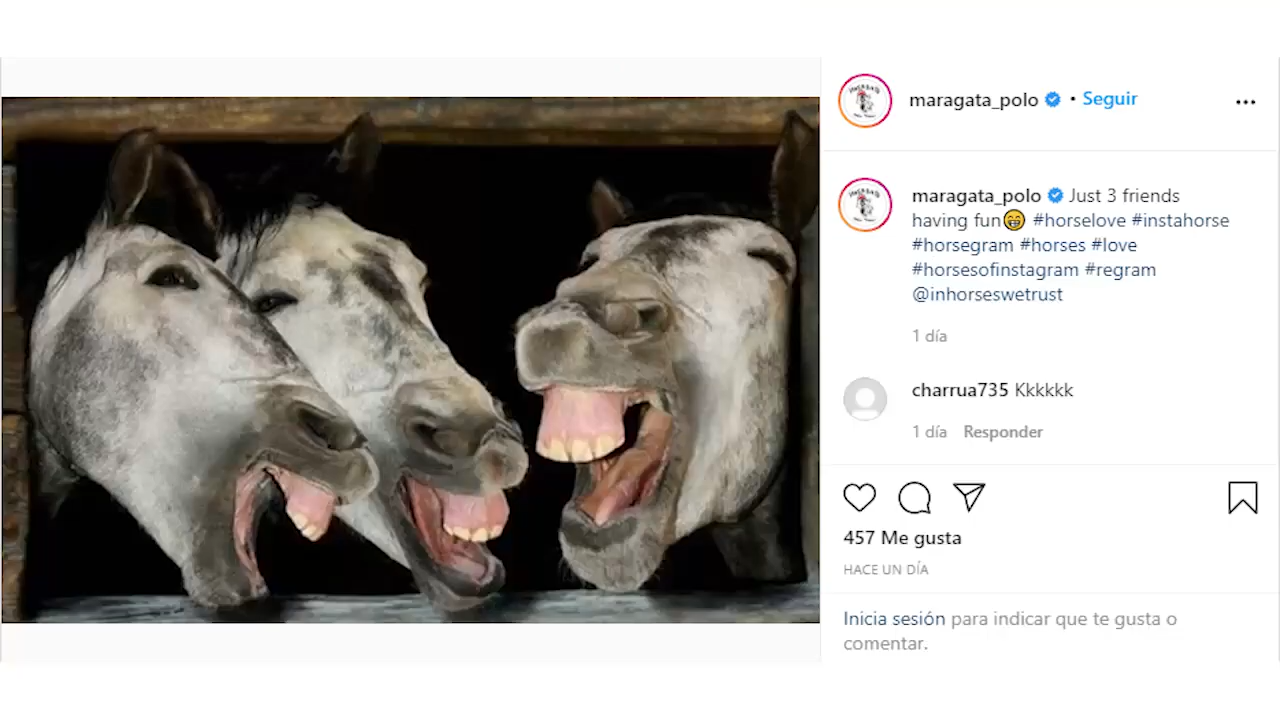 maragata_polo • Seguir
maragata_polo Just 3 friends
having fun😁 #horselove #instahorse
#horsegram #horses #love
#horsesofinstagram #regram
@inhorseswetrust
1 día
charrua735 Kkkkkk
1 día Responder
457 Me gusta
HACE UN DÍA
Inicia sesión para indicar que te gusta o
comentar.